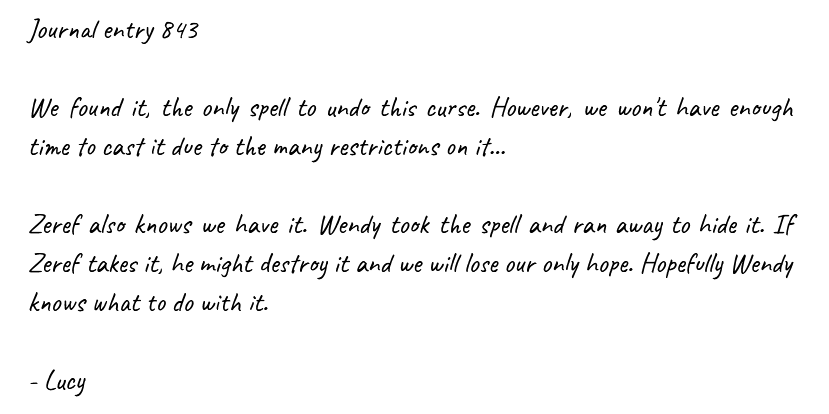 Journal entry 843
We found it, the only spell to undo this curse. However, we won't have enough
time to cast it due to the many restrictions on it...
Zeref also knows we have it. Wendy took the spell and ran away to hide it. If
Zeref takes it, he might destroy it and we will lose our only hope. Hopefully Wendy
knows what to do with it.
- Lucy